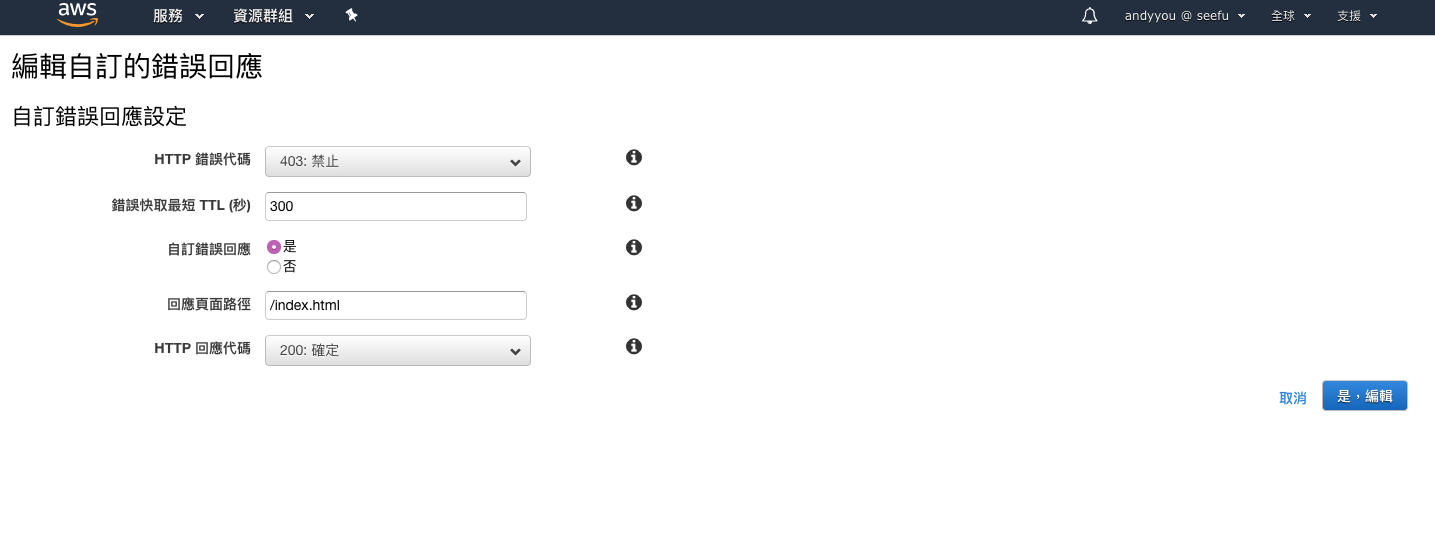 aws 服務 資源群組 andyyou @ seefu 全球 支援
編輯自訂的錯誤回應
自訂錯誤回應設定
HTTP 錯誤代碼 403: 禁止
錯誤快取最短 TTL (秒) 300
自訂錯誤回應 是
否
回應頁面路徑 /index.html
HTTP 回應代碼 200: 確定
取消 是，編輯